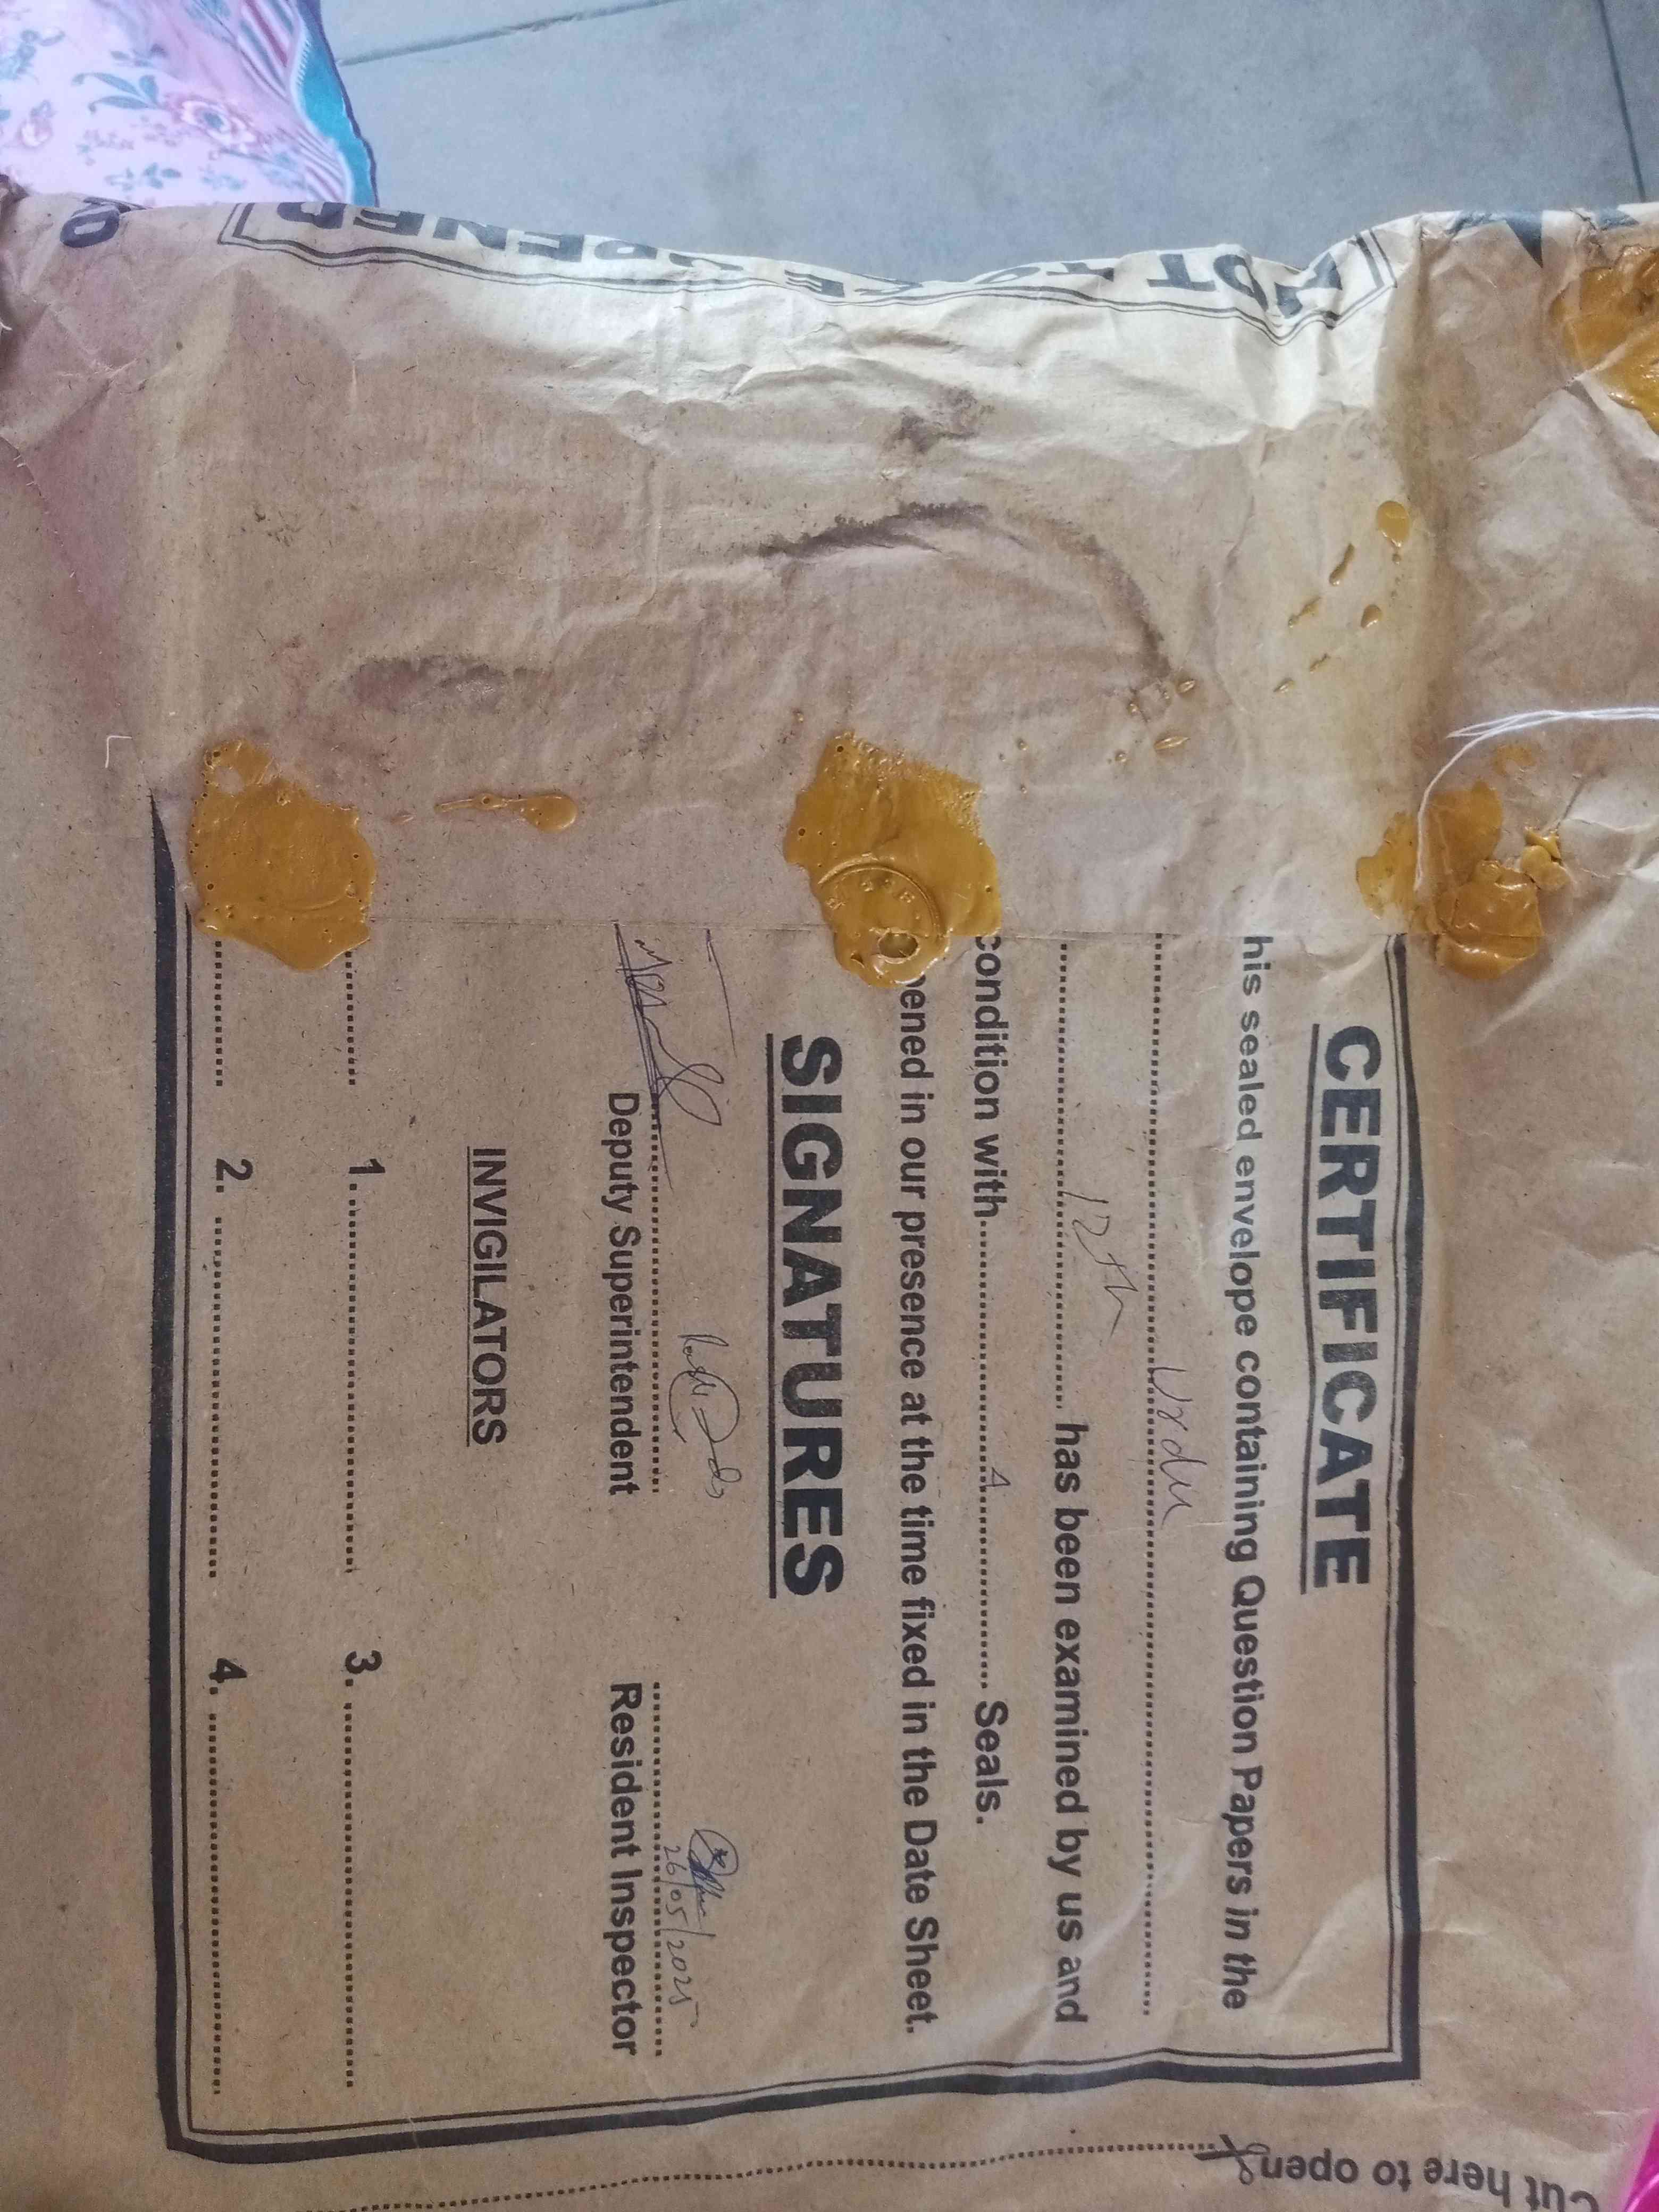 NOT TO BE OPENED
CERTIFICATE
his sealed envelope containing Question Papers in the
Urdu
12th has been examined by us and
condition with 4 Seals.
pened in our presence at the time fixed in the Date Sheet.
SIGNATURES
26/05/2025
Deputy Superintendent Resident Inspector
INVIGILATORS
1. 3.
2. 4.
Cut here to open